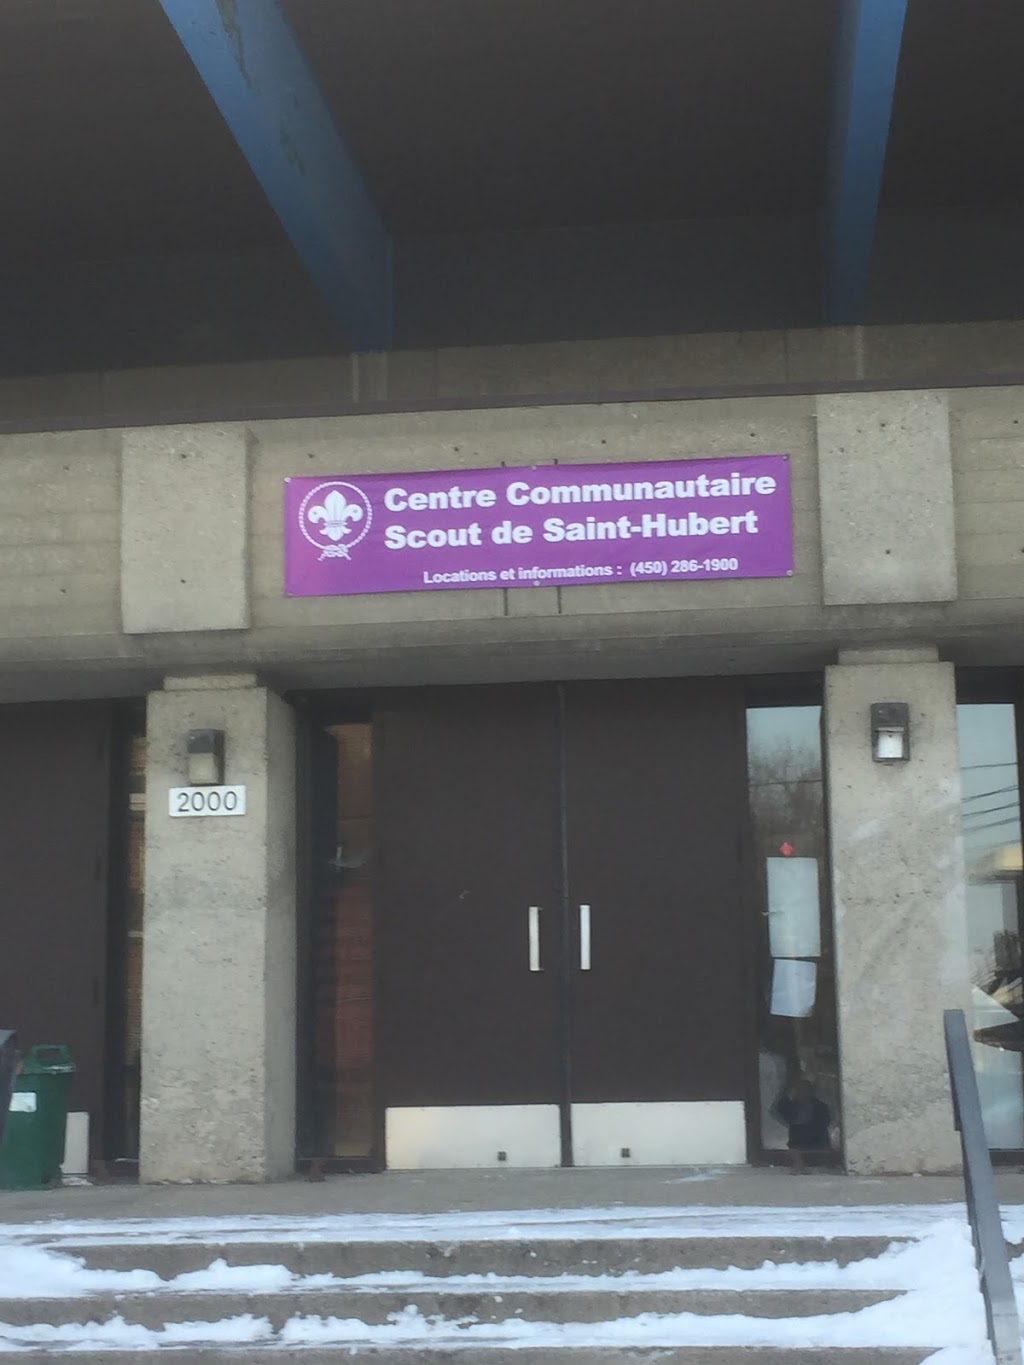 Centre Communautaire
Scout de Saint-Hubert
Locations et informations : (450) 286-1900
2000